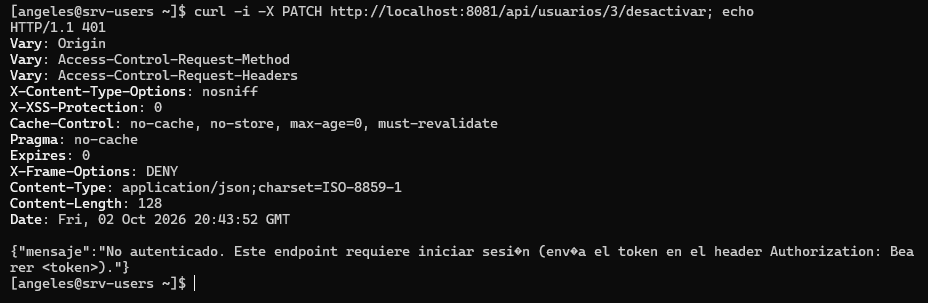 [angeles@srv-users ~]$ curl -i -X PATCH http://localhost:8081/api/usuarios/3/desactivar; echo
HTTP/1.1 401
Vary: Origin
Vary: Access-Control-Request-Method
Vary: Access-Control-Request-Headers
X-Content-Type-Options: nosniff
X-XSS-Protection: 0
Cache-Control: no-cache, no-store, max-age=0, must-revalidate
Pragma: no-cache
Expires: 0
X-Frame-Options: DENY
Content-Type: application/json;charset=ISO-8859-1
Content-Length: 128
Date: Fri, 02 Oct 2026 20:43:52 GMT

{"mensaje":"No autenticado. Este endpoint requiere iniciar sesi�n (env�a el token en el header Authorization: Bea
rer <token>)."}
[angeles@srv-users ~]$